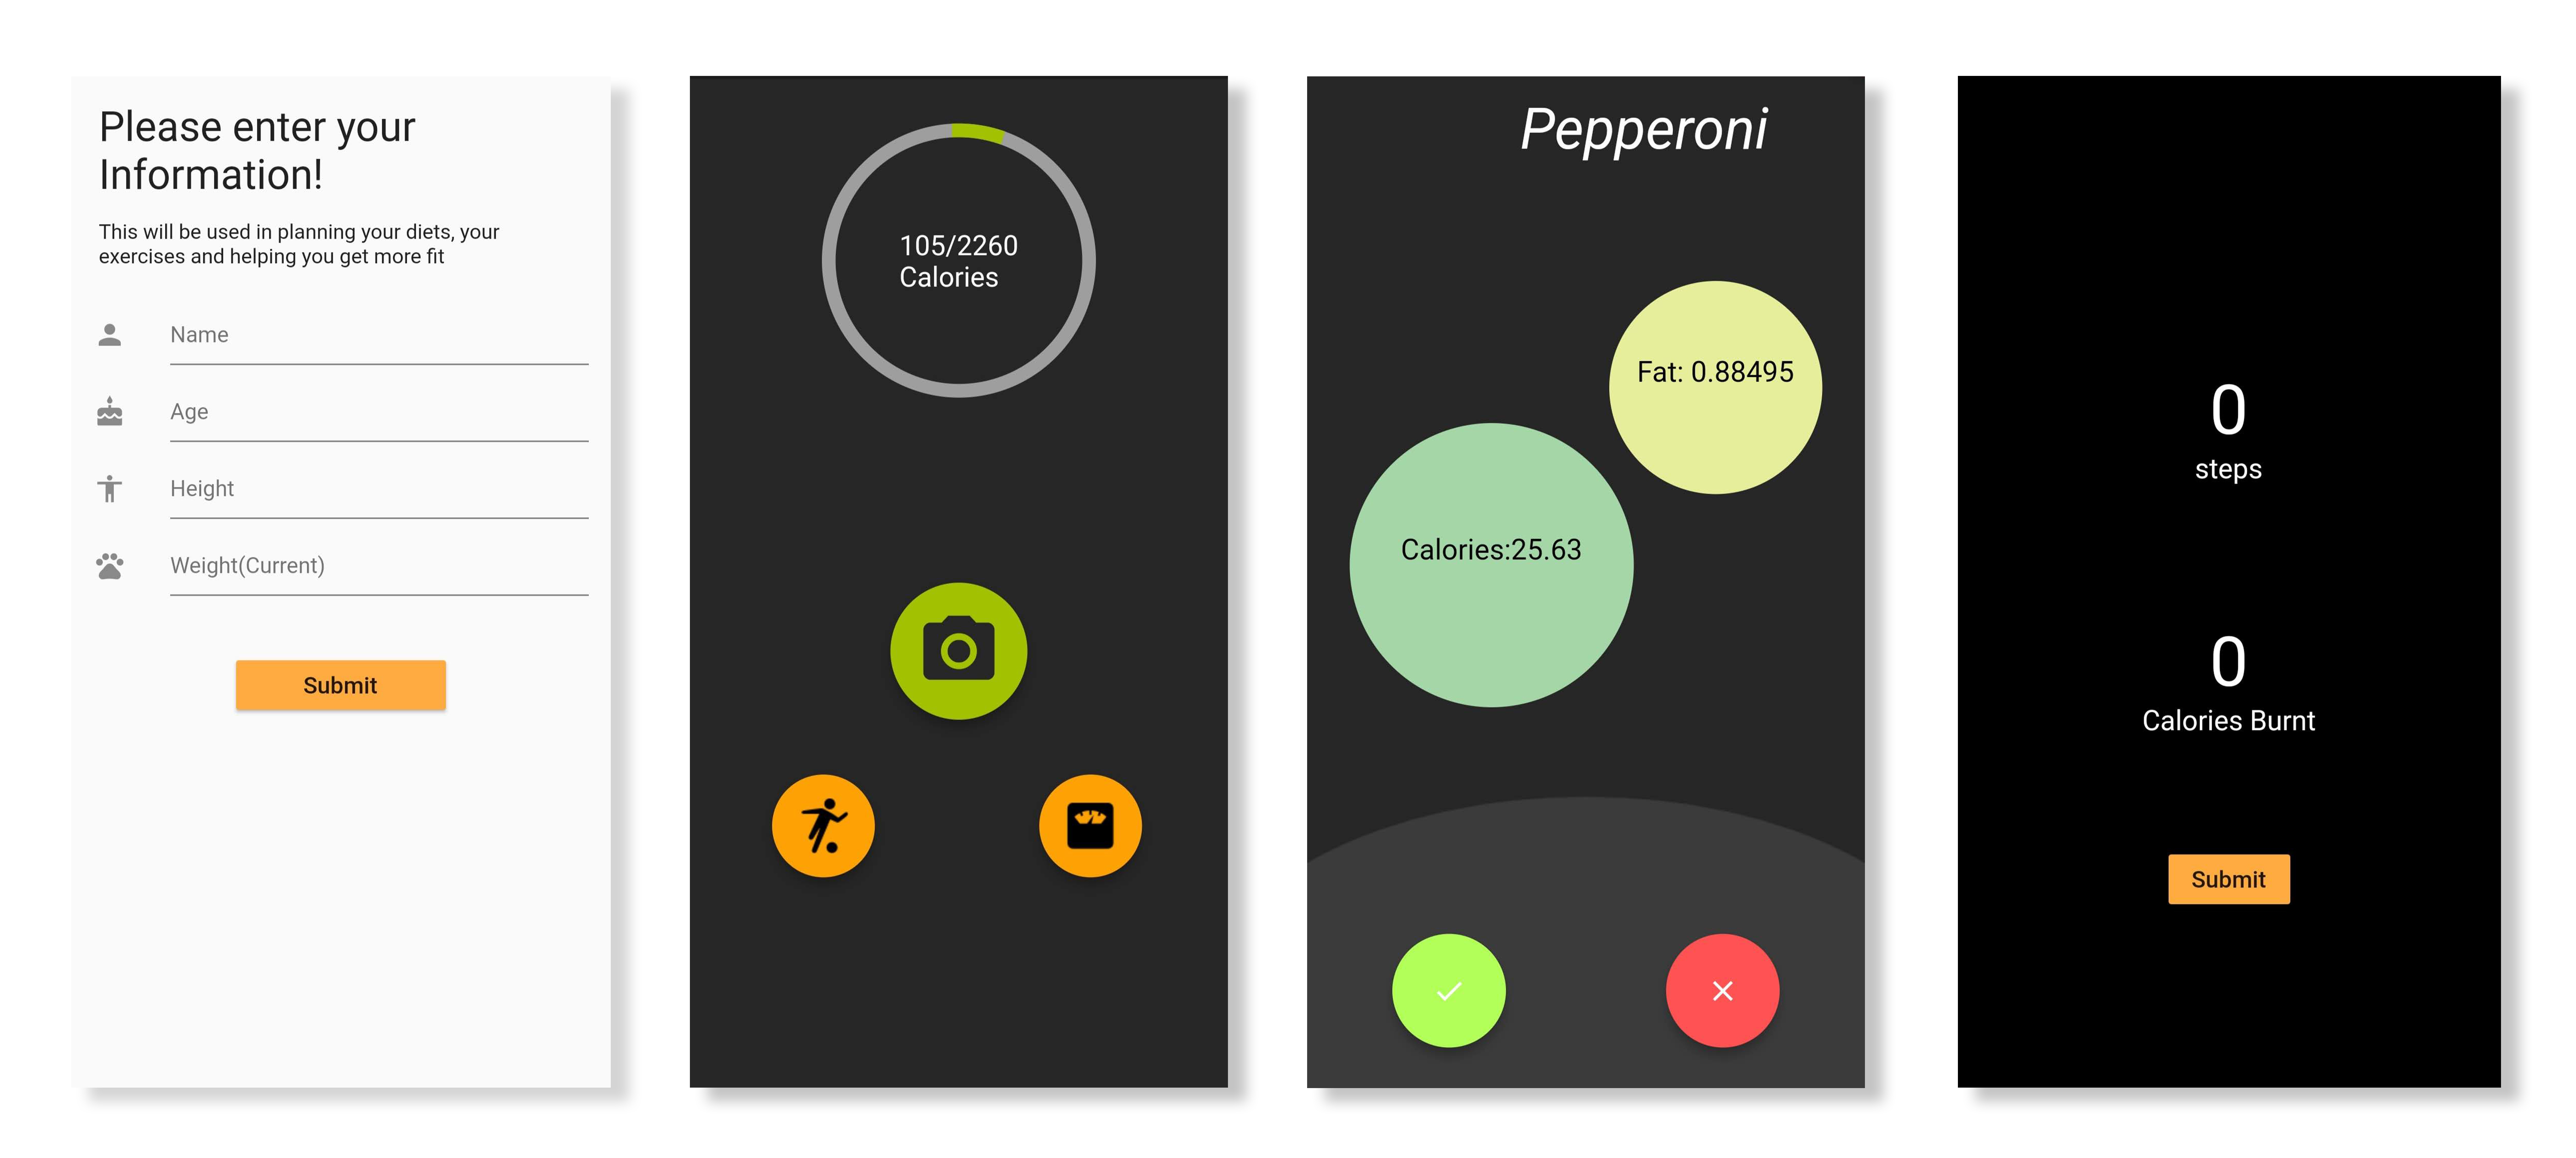 Please enter your
Information!
This will be used in planning your diets, your
exercises and helping you get more fit
Name
Age
Height
Weight(Current)
Submit
105/2260
Calories
Pepperoni
Fat: 0.88495
Calories:25.63
0
steps
0
Calories Burnt
Submit